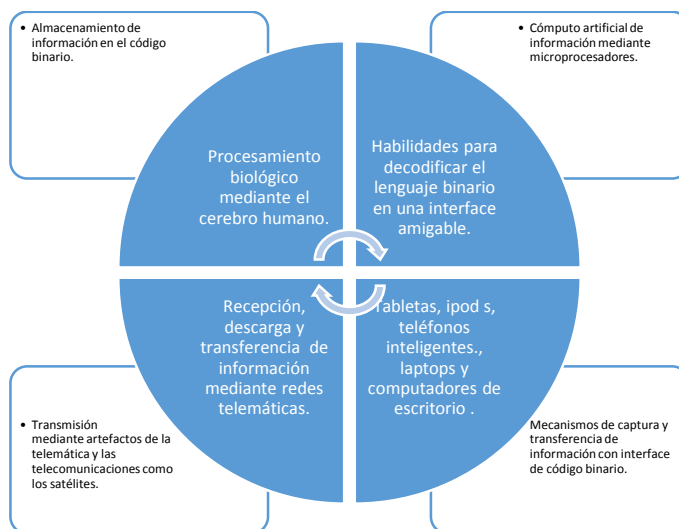 • Almacenamiento de
información en el código
binario.
• Cómputo artificial de
información mediante
microprocesadores.
Procesamiento
biológico
mediante el
cerebro humano.
Habilidades para
decodificar el
lenguaje binario
en una interface
amigable.
Recepción,
descarga y
transferencia de
información
mediante redes
telemáticas.
Tabletas, ipod s,
teléfonos
inteligentes.,
laptops y
computadores de
escritorio .
• Transmisión
mediante artefactos de la
telemática y las
telecomunicaciones como
los satélites.
Mecanismos de captura y
transferencia de
información con interface
de código binario.